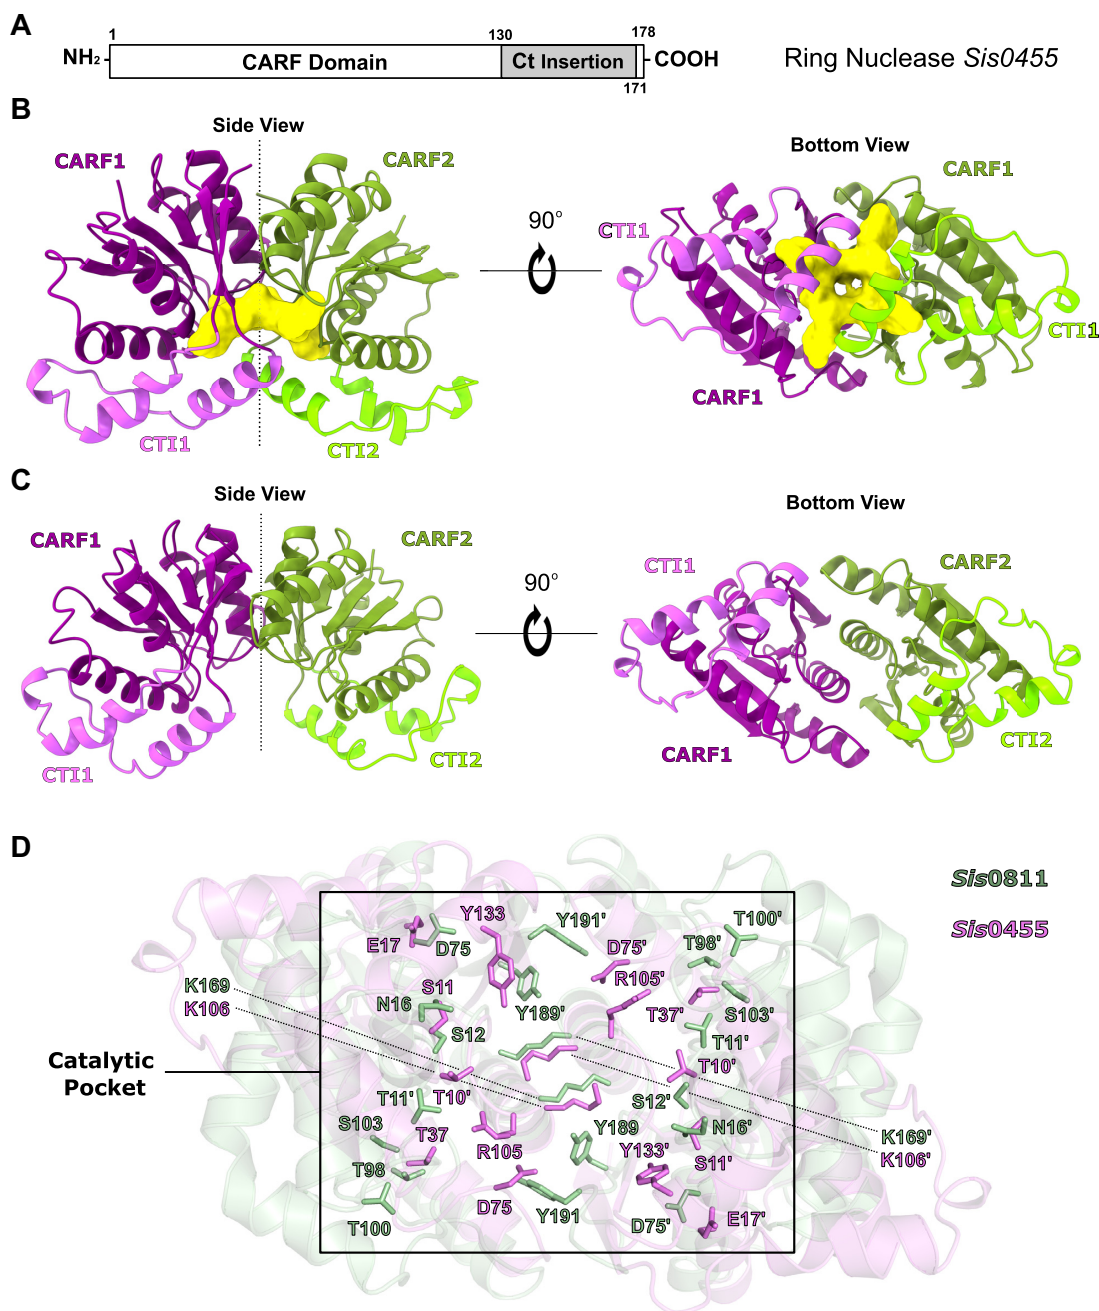 A
1
130
178
NH2
CARF Domain
Ct Insertion
COOH
171
Ring Nuclease Sis0455
B
Side View
CARF1
CARF2
CTI1
CTI2
90°
Bottom View
CARF1
CTI1
CTI1
CARF1
C
Side View
CARF1
CARF2
CTI1
CTI2
90°
Bottom View
CTI1
CARF2
CARF1
CTI2
D
Sis0811
Sis0455
Catalytic
Pocket
K169
K106
E17
D75
Y133
Y191'
T100'
T98'
D75'
R105'
S11
N16
S12
Y189'
T37'
S103'
T11'
T10'
T10'
T11'
S12'
S103
T37
R105
Y189
N16'
Y133'
S11'
T98
T100
D75
Y191
D75'
E17'
K169'
K106'